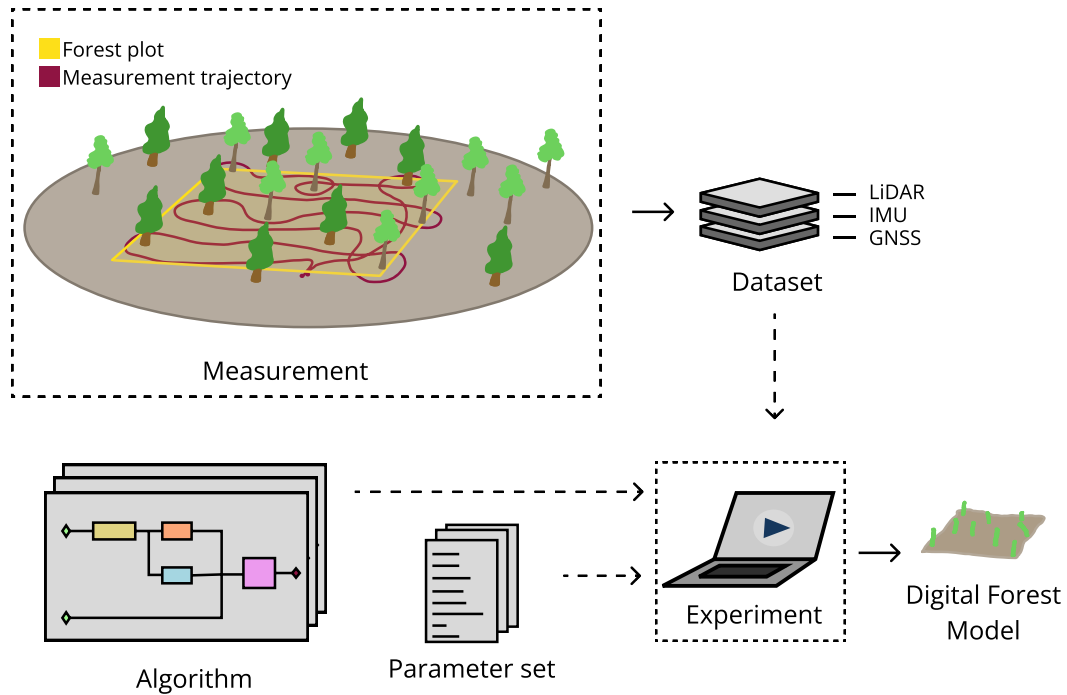 Forest plot
Measurement trajectory
Measurement
LiDAR
IMU
GNSS
Dataset
Algorithm
Parameter set
Experiment
Digital Forest
Model